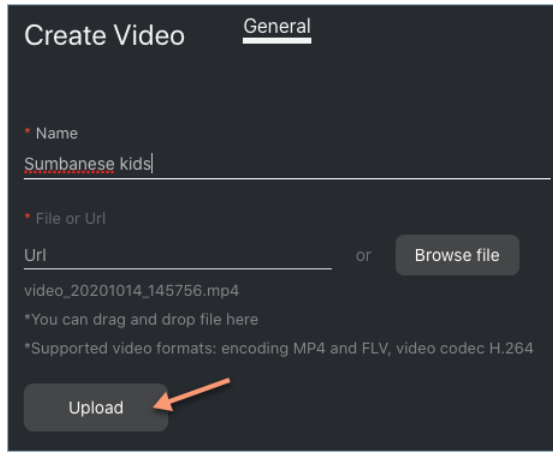 Create Video General
* Name
Sumbanese kids
* File or Url
Url or Browse file
video_20201014_145756.mp4
*You can drag and drop file here
*Supported video formats: encoding MP4 and FLV, video codec H.264
Upload